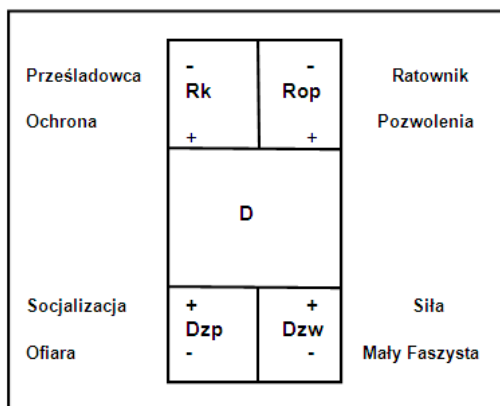 - -
Prześladowca Rk Rop Ratownik
Ochrona + + Pozwolenia
D
Socjalizacja + + Siła
Dzp Dzw
Ofiara - - Mały Faszysta